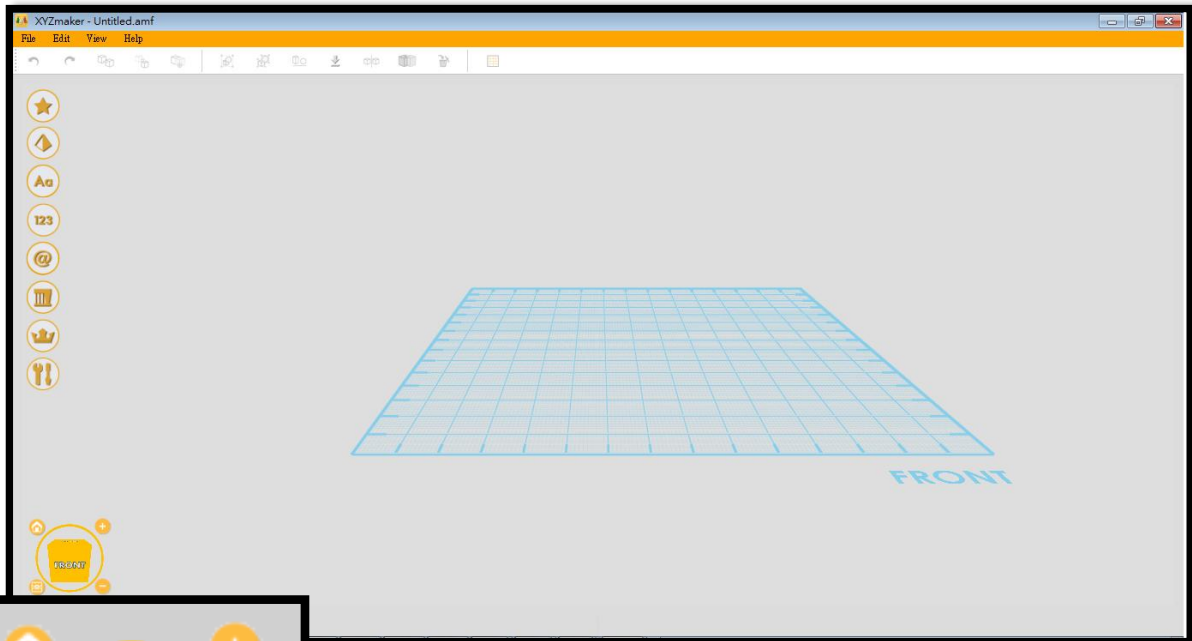 XYZmaker - Untitled.amf
File Edit View Help
Aa
123
@
FRONT
FRONT